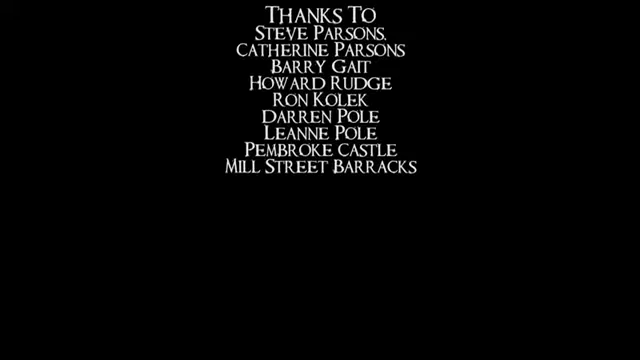 Thanks To
Steve Parsons.
Catherine Parsons
Barry Gait
Howard Rudge
Ron Kolek
Darren Pole
Leanne Pole
Pembroke Castle
Mill Street Barracks